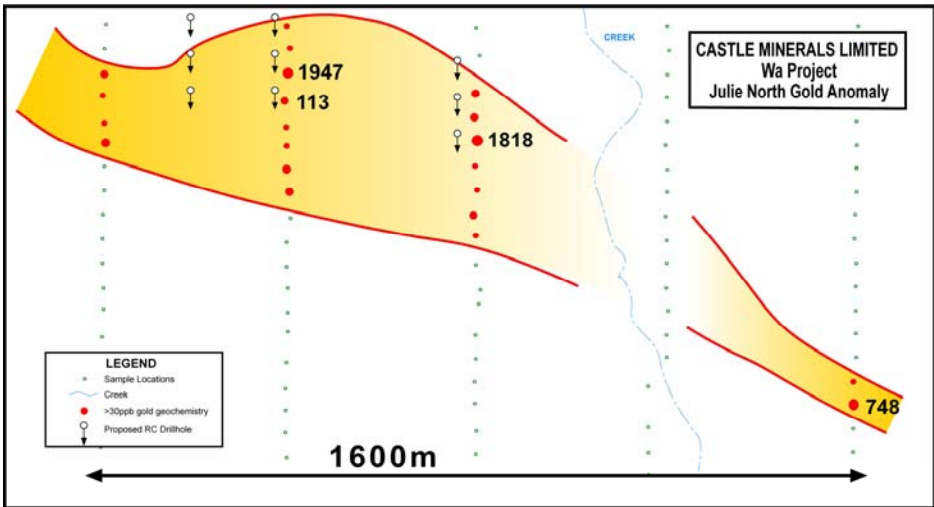 CREEK
CASTLE MINERALS LIMITED
Wa Project
Julie North Gold Anomaly
1947
113
1818
748
LEGEND
Sample Locations
Creek
>30ppb gold geochemistry
Proposed RC Drillhole
1600m